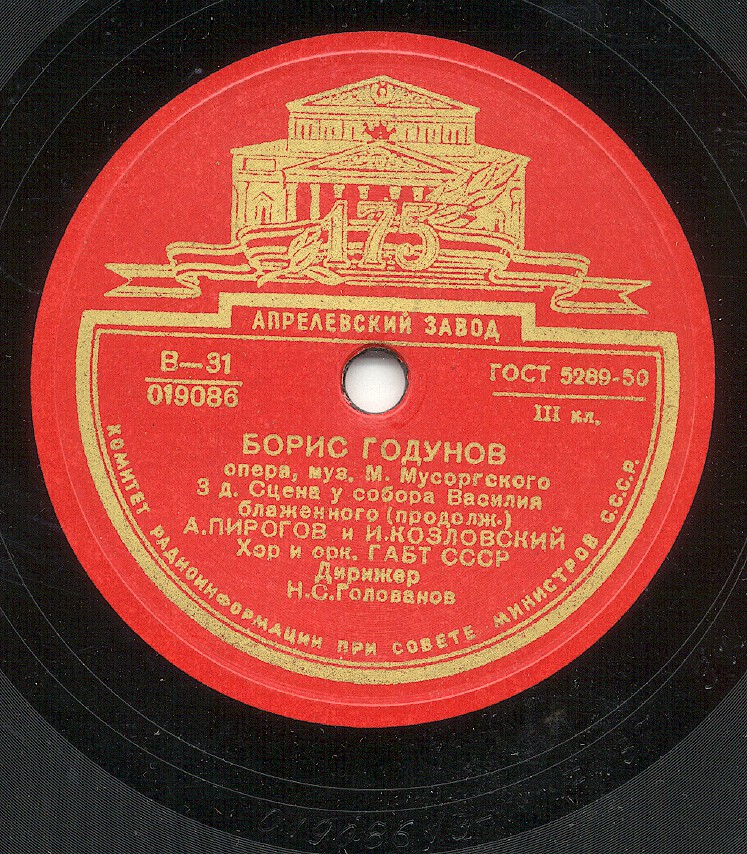 175
АПРЕЛЕВСКИЙ ЗАВОД
В—31
019086
ГОСТ 5289-50
III кл.
БОРИС ГОДУНОВ
опера, муз. М. Мусоргского
3 д. Сцена у собора Василия
блаженного (продолж.)
А.ПИРОГОВ и И.КОЗЛОВСКИЙ
Хор и орк. ГАБТ СССР
Дирижер
Н.С.Голованов
КОМИТЕТ РАДИОИНФОРМАЦИИ ПРИ СОВЕТЕ МИНИСТРОВ С.С.С.Р.